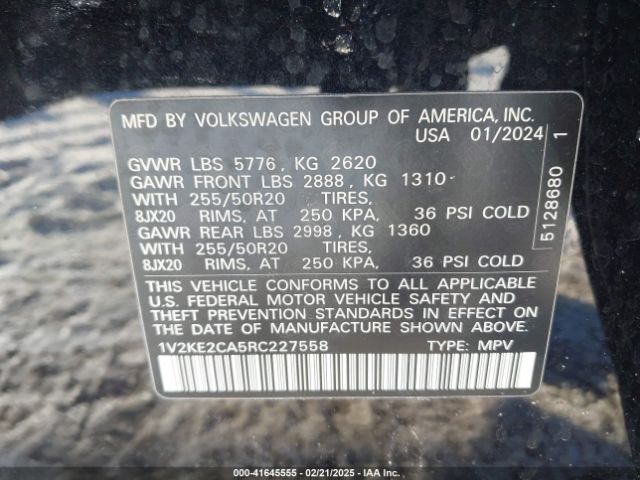 MFD BY VOLKSWAGEN GROUP OF AMERICA, INC.
USA 01/2024
GVWR LBS 5776, KG 2620
GAWR FRONT LBS 2888, KG 1310
WITH 255/50R20 TIRES,
8JX20 RIMS, AT 250 KPA, 36 PSI COLD
GAWR REAR LBS 2998, KG 1360
WITH 255/50R20 TIRES,
8JX20 RIMS, AT 250 KPA, 36 PSI COLD
THIS VEHICLE CONFORMS TO ALL APPLICABLE
U.S. FEDERAL MOTOR VEHICLE SAFETY AND
THEFT PREVENTION STANDARDS IN EFFECT ON
THE DATE OF MANUFACTURE SHOWN ABOVE.
1V2KE2CA5RC227558 TYPE: MPV
5128680 1
000-41645555 - 02/21/2025 - IAA Inc.